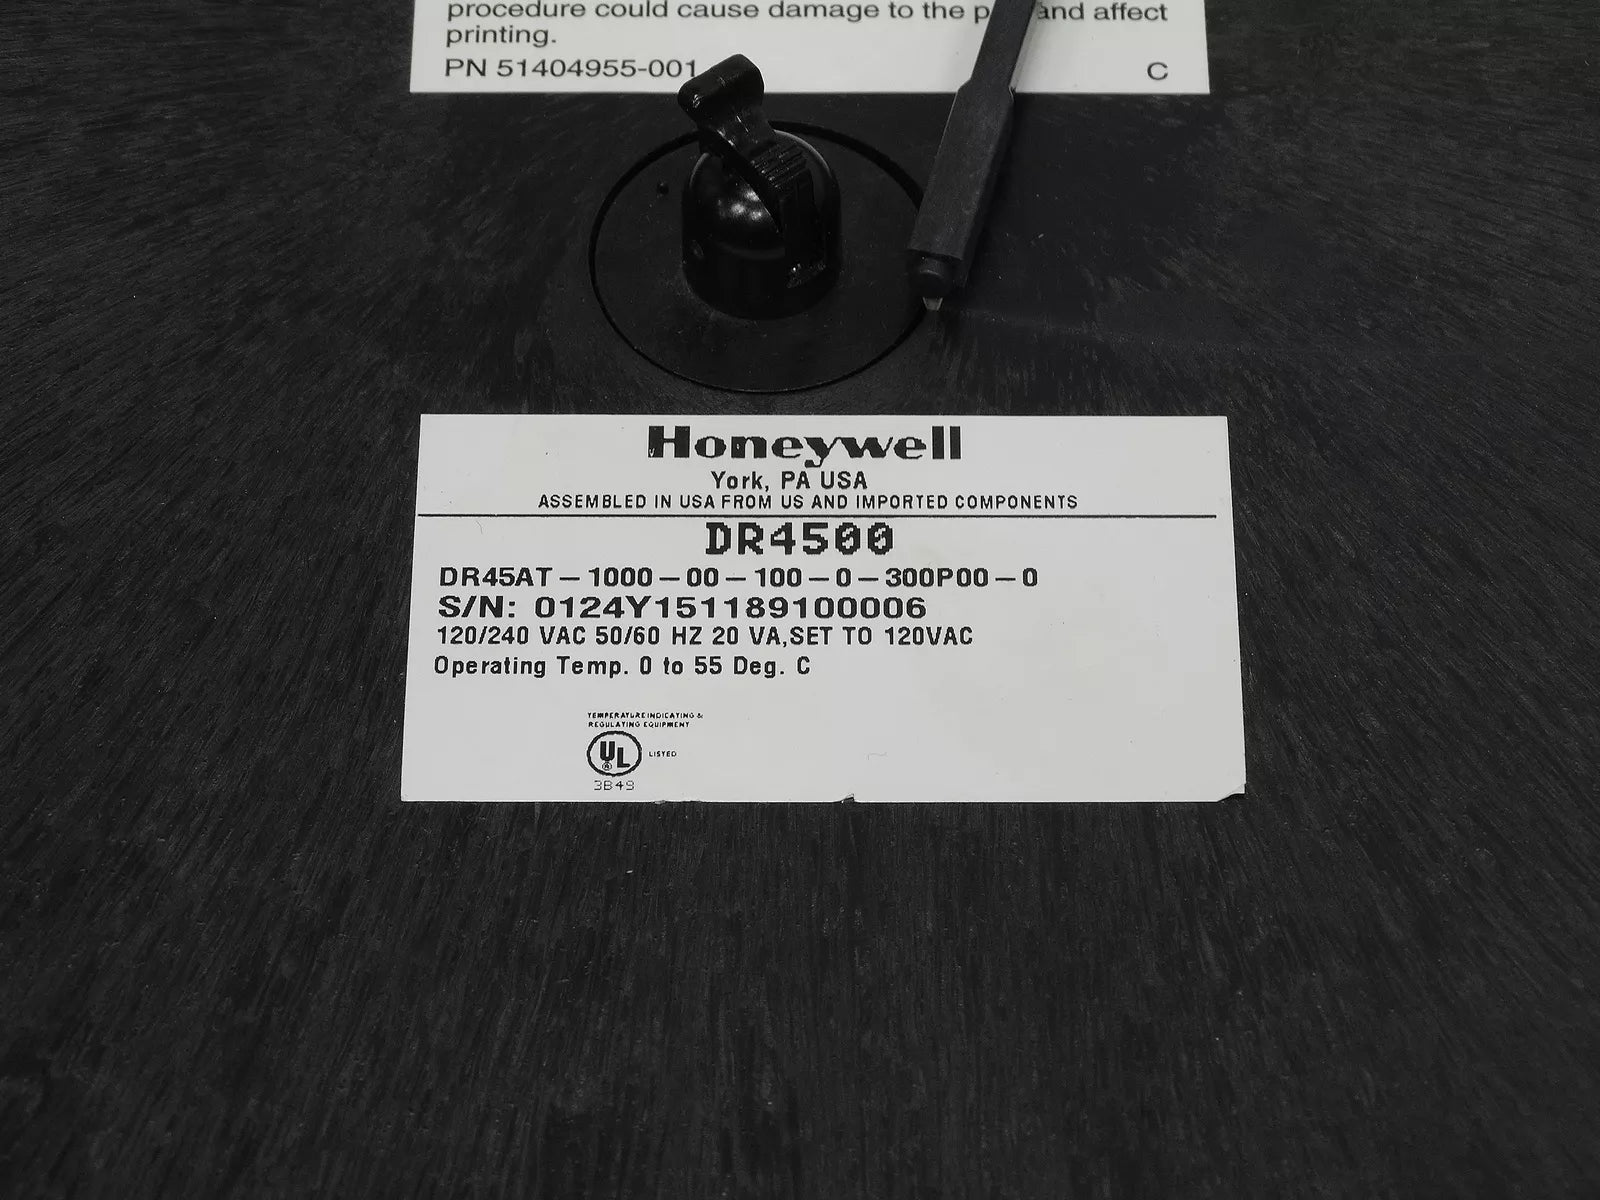 procedure could cause damage to the and affect
printing.
PN 51404955-001 C
Honeywell
York, PA USA
ASSEMBLED IN USA FROM US AND IMPORTED COMPONENTS
DR4500
DR45AT-1000-00-100-0-300P00-0
S/N: 0124Y151189100006
120/240 VAC 50/60 HZ 20 VA,SET TO 120VAC
Operating Temp. 0 to 55 Deg. C
TEMPERATURE INDICATING &
REGULATING EQUIPMENT
UL ® LISTED
3B49